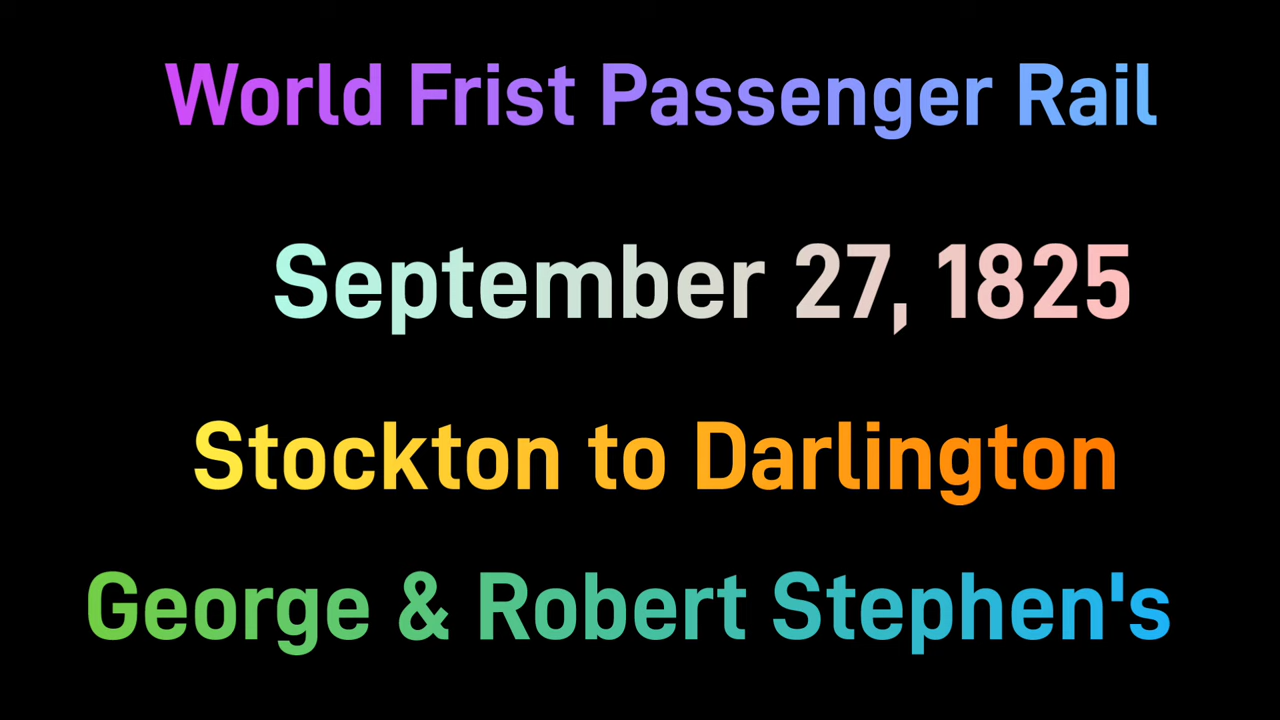 World Frist Passenger Rail
September 27, 1825
Stockton to Darlington
George & Robert Stephen's